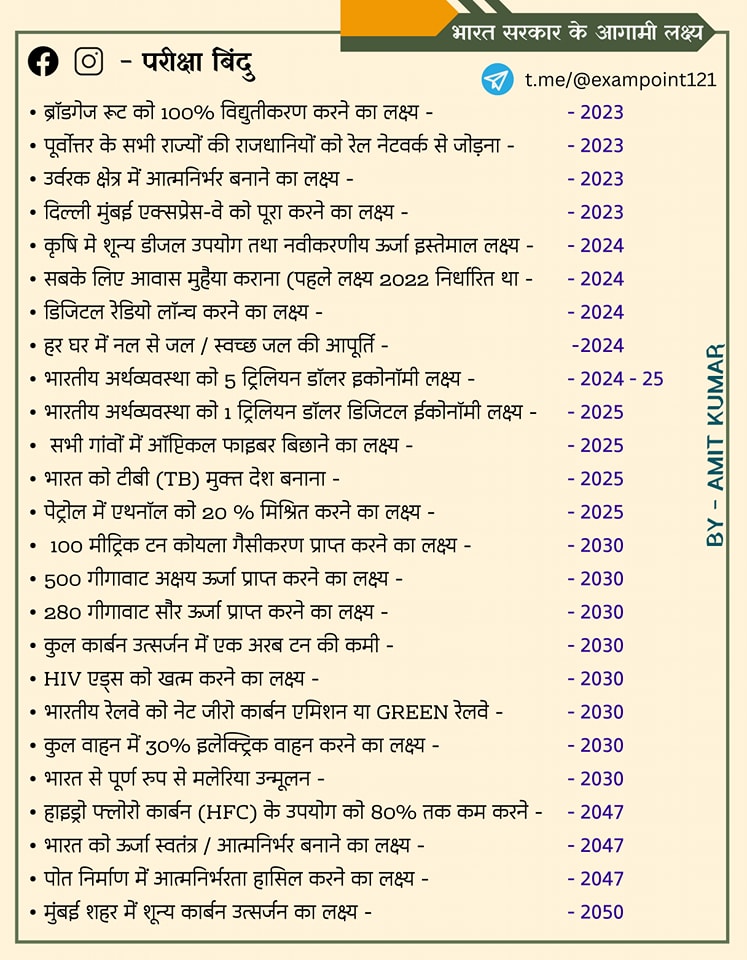 भारत सरकार के आगामी लक्ष्य
- परीक्षा बिंदु
t.me/@exampoint121
• ब्रॉडगेज रूट को 100% विद्युतीकरण करने का लक्ष्य - - 2023
• पूर्वोत्तर के सभी राज्यों की राजधानियों को रेल नेटवर्क से जोड़ना - - 2023
• उर्वरक क्षेत्र में आत्मनिर्भर बनाने का लक्ष्य - - 2023
• दिल्ली मुंबई एक्सप्रेस-वे को पूरा करने का लक्ष्य - - 2023
• कृषि मे शून्य डीजल उपयोग तथा नवीकरणीय ऊर्जा इस्तेमाल लक्ष्य - - 2024
• सबके लिए आवास मुहैया कराना (पहले लक्ष्य 2022 निर्धारित था - - 2024
• डिजिटल रेडियो लॉन्च करने का लक्ष्य - - 2024
• हर घर में नल से जल / स्वच्छ जल की आपूर्ति - -2024
• भारतीय अर्थव्यवस्था को 5 ट्रिलियन डॉलर इकोनॉमी लक्ष्य - - 2024 - 25
• भारतीय अर्थव्यवस्था को 1 ट्रिलियन डॉलर डिजिटल ईकोनॉमी लक्ष्य - - 2025
• सभी गांवों में ऑप्टिकल फाइबर बिछाने का लक्ष्य - - 2025
• भारत को टीबी (TB) मुक्त देश बनाना - - 2025
• पेट्रोल में एथनॉल को 20 % मिश्रित करने का लक्ष्य - - 2025
• 100 मीट्रिक टन कोयला गैसीकरण प्राप्त करने का लक्ष्य - - 2030
• 500 गीगावाट अक्षय ऊर्जा प्राप्त करने का लक्ष्य - - 2030
• 280 गीगावाट सौर ऊर्जा प्राप्त करने का लक्ष्य - - 2030
• कुल कार्बन उत्सर्जन में एक अरब टन की कमी - - 2030
• HIV एड्स को खत्म करने का लक्ष्य - - 2030
• भारतीय रेलवे को नेट जीरो कार्बन एमिशन या GREEN रेलवे - - 2030
• कुल वाहन में 30% इलेक्ट्रिक वाहन करने का लक्ष्य - - 2030
• भारत से पूर्ण रुप से मलेरिया उन्मूलन - - 2030
• हाइड्रो फ्लोरो कार्बन (HFC) के उपयोग को 80% तक कम करने - - 2047
• भारत को ऊर्जा स्वतंत्र / आत्मनिर्भर बनाने का लक्ष्य - - 2047
• पोत निर्माण में आत्मनिर्भरता हासिल करने का लक्ष्य - - 2047
• मुंबई शहर में शून्य कार्बन उत्सर्जन का लक्ष्य - - 2050
BY - AMIT KUMAR